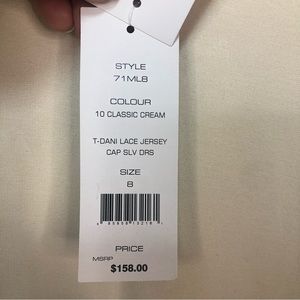 STYLE
71ML8
COLOUR
10 CLASSIC CREAM
T-DANI LACE JERSEY
CAP SLV DRS
SIZE
8
PRICE
MSRP
$158.00